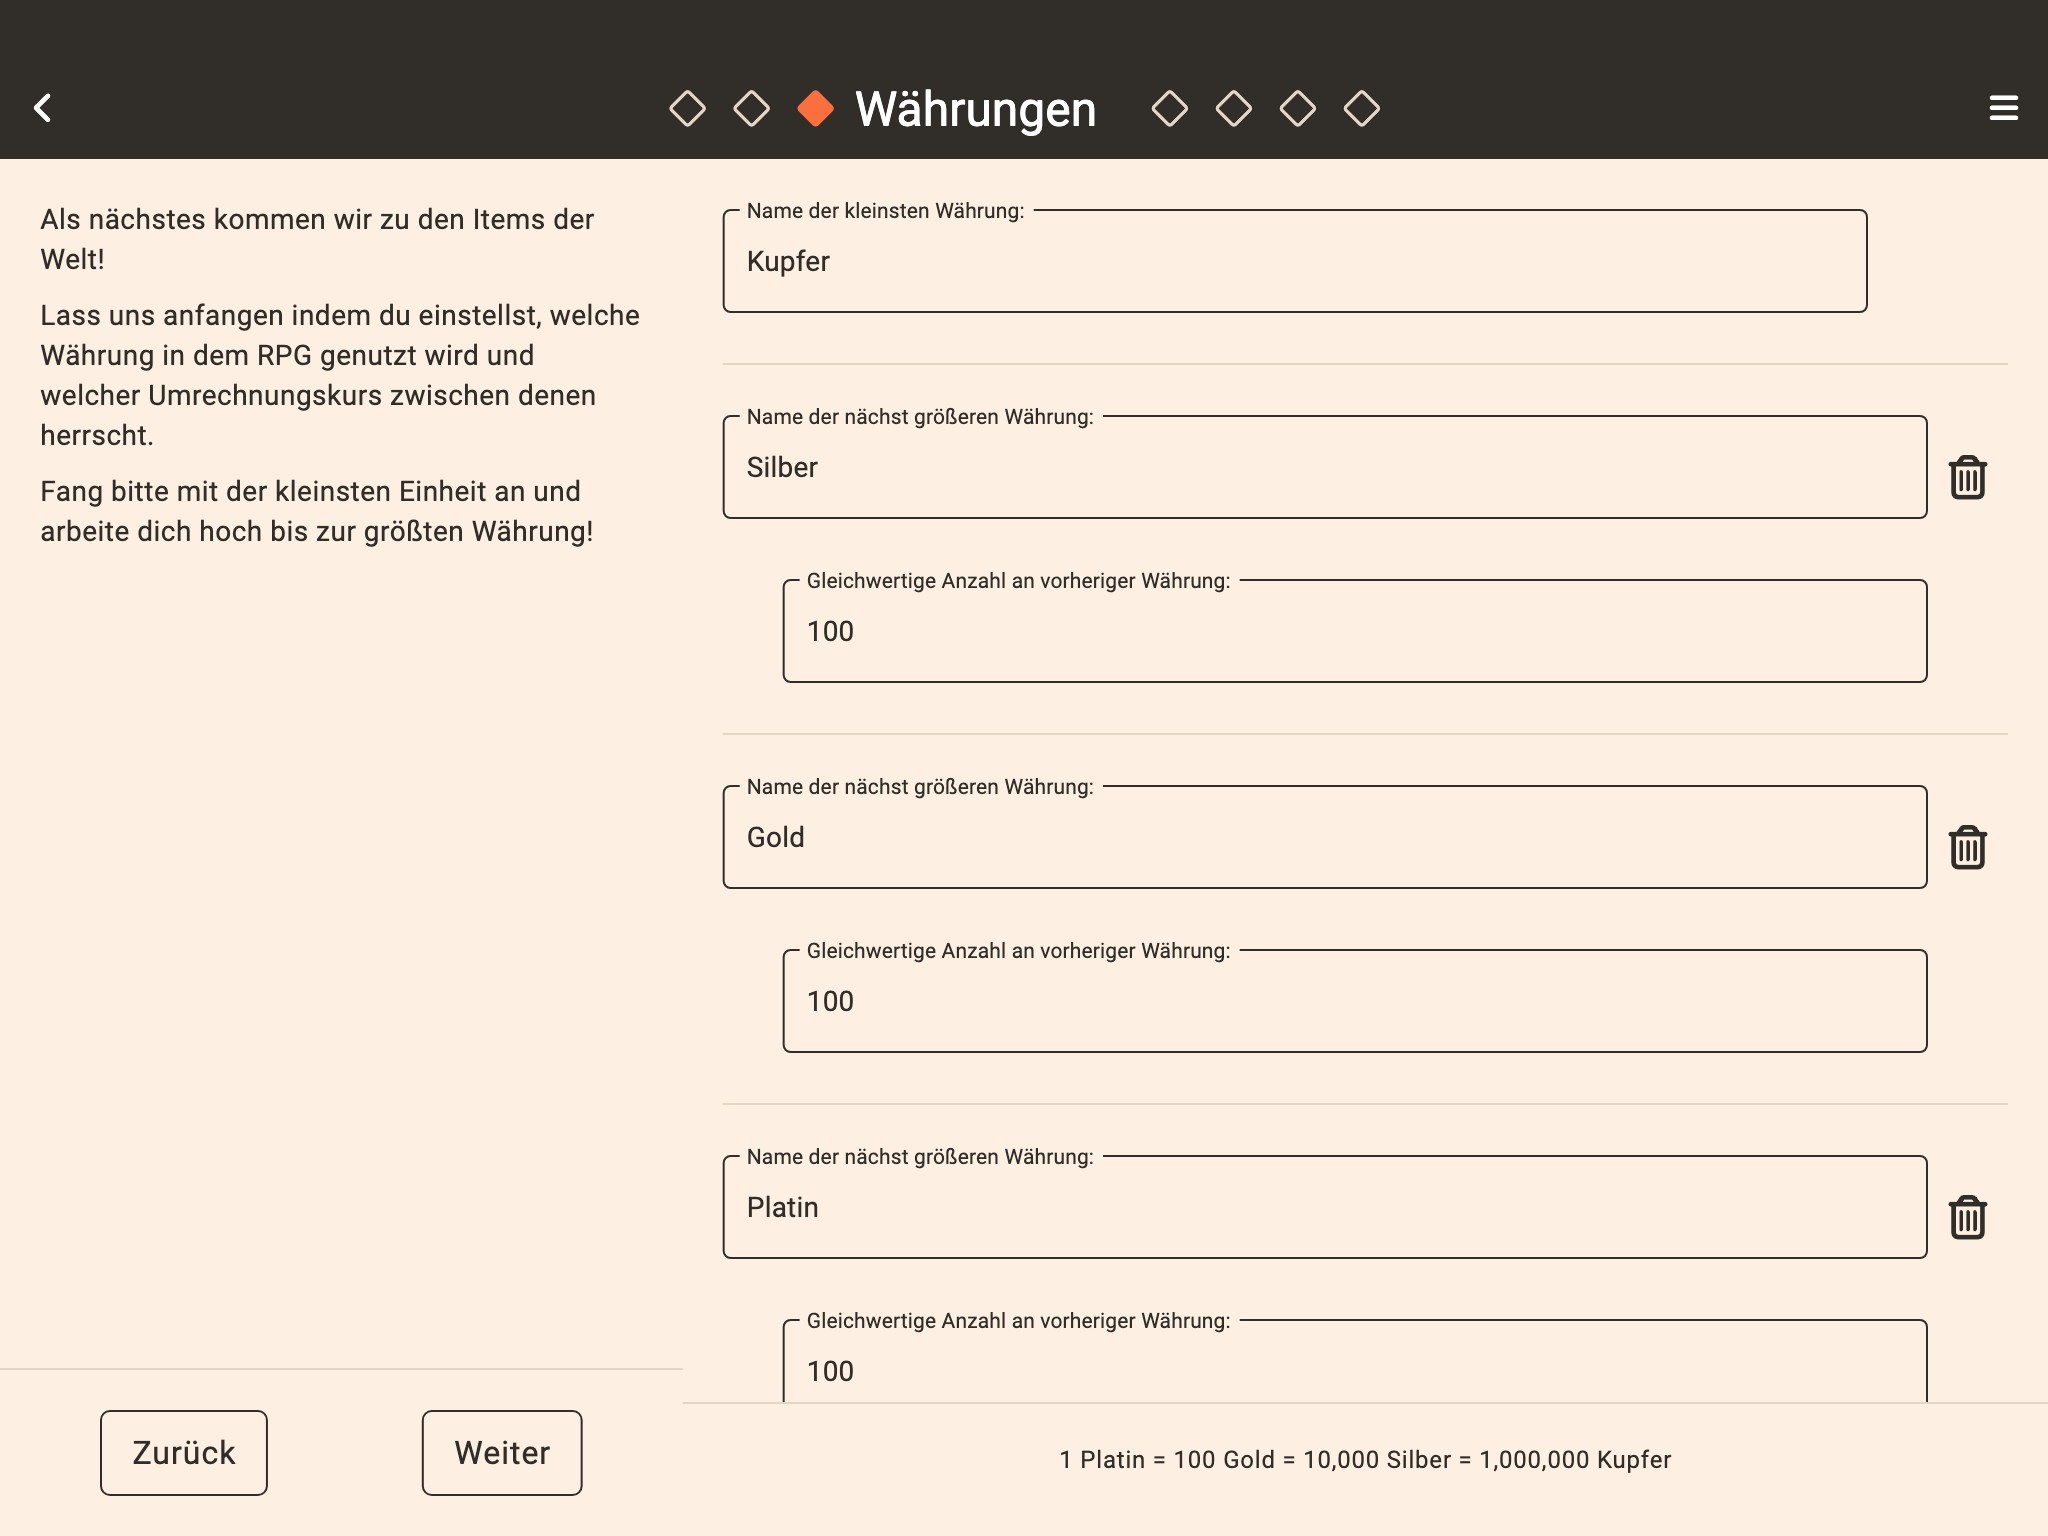 Währungen
Als nächstes kommen wir zu den Items der
Welt!
Lass uns anfangen indem du einstellst, welche
Währung in dem RPG genutzt wird und
welcher Umrechnungskurs zwischen denen
herrscht.
Fang bitte mit der kleinsten Einheit an und
arbeite dich hoch bis zur größten Währung!
Zurück
Weiter
Name der kleinsten Währung:
Kupfer
Name der nächst größeren Währung:
Silber
Gleichwertige Anzahl an vorheriger Währung:
100
Name der nächst größeren Währung:
Gold
Gleichwertige Anzahl an vorheriger Währung:
100
Name der nächst größeren Währung:
Platin
Gleichwertige Anzahl an vorheriger Währung:
100
1 Platin = 100 Gold = 10,000 Silber = 1,000,000 Kupfer